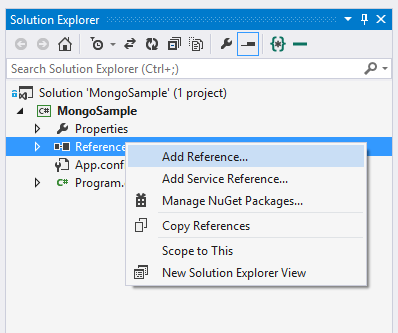 Solution Explorer
Search Solution Explorer (Ctrl+;)
Solution 'MongoSample' (1 project)
C# MongoSample
Properties
Reference
App.conf
C# Program.
Add Reference...
Add Service Reference...
Manage NuGet Packages...
Copy References
Scope to This
New Solution Explorer View